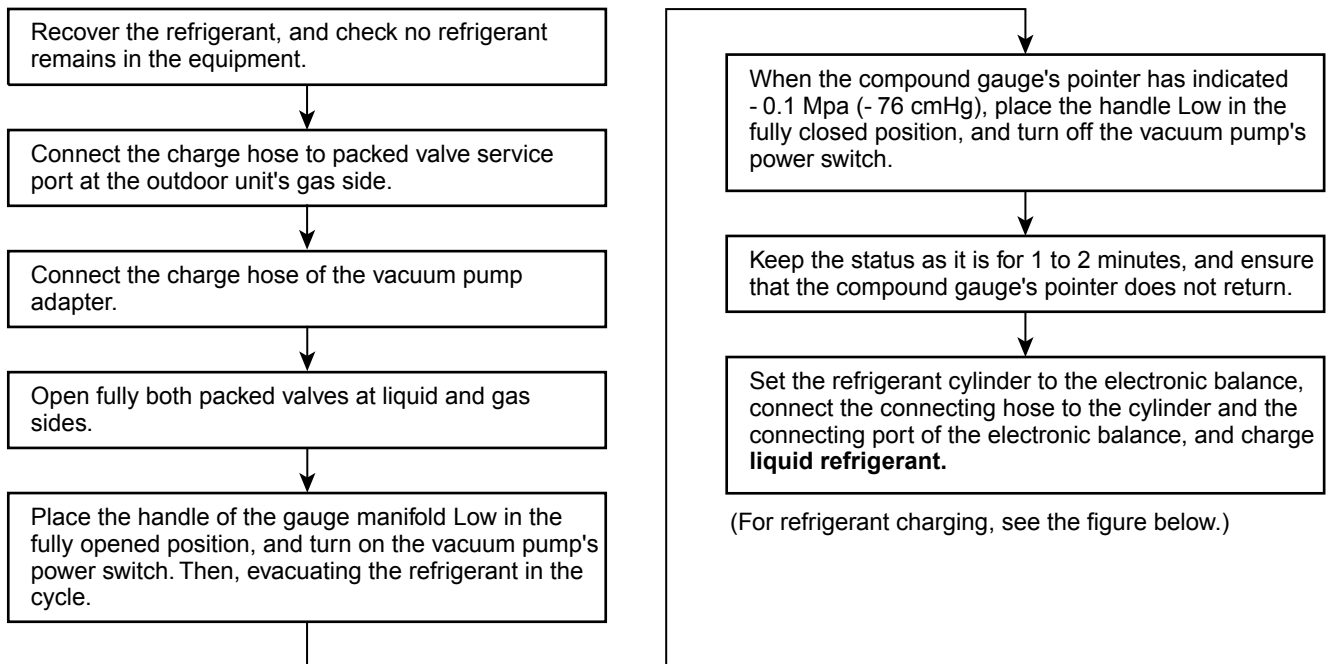 Recover the refrigerant, and check no refrigerant
remains in the equipment.
Connect the charge hose to packed valve service
port at the outdoor unit's gas side.
Connect the charge hose of the vacuum pump
adapter.
Open fully both packed valves at liquid and gas
sides.
Place the handle of the gauge manifold Low in the
fully opened position, and turn on the vacuum pump's
power switch. Then, evacuating the refrigerant in the
cycle.
When the compound gauge's pointer has indicated
- 0.1 Mpa (- 76 cmHg), place the handle Low in the
fully closed position, and turn off the vacuum pump's
power switch.
Keep the status as it is for 1 to 2 minutes, and ensure
that the compound gauge's pointer does not return.
Set the refrigerant cylinder to the electronic balance,
connect the connecting hose to the cylinder and the
connecting port of the electronic balance, and charge
liquid refrigerant.
(For refrigerant charging, see the figure below.)